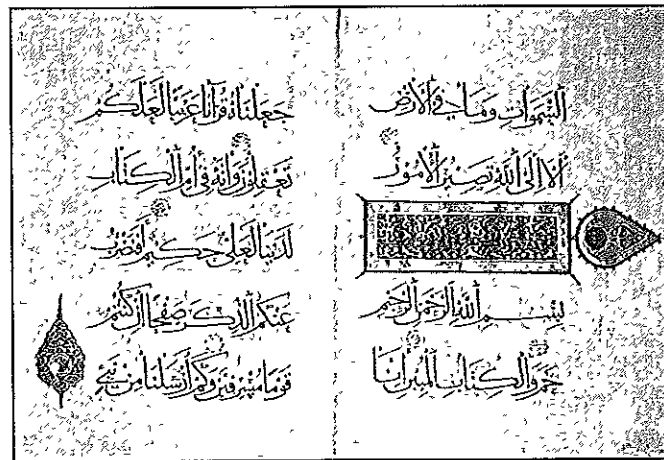 السموات وما في الارض
ألا إلى الله تصير الأمور
بسم الله الرحمن الرحيم
حم والكتاب المبين إنا
جعلناه قرآنا عربيا لعلكم
تعقلون وإنه في أم الكتاب
لدينا لعلي حكيم أفنضرب
عنكم الذكر صفحا أن كنتم
قوما مسرفين وكم أرسلنا من نبي